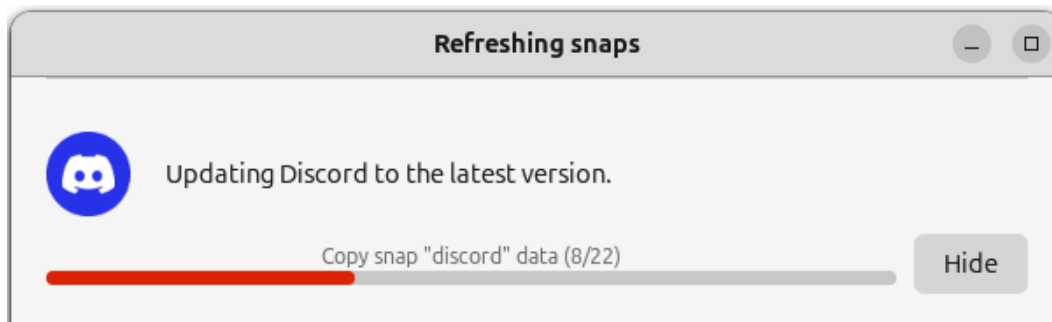 Refreshing snaps
Updating Discord to the latest version.
Copy snap "discord" data (8/22)
Hide